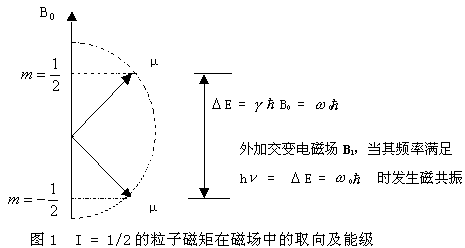 B₀
μ
m = 1/2
ΔE = γħB₀ = ω₀ħ
外加交变电磁场 B₁，当其频率满足
hν = ΔE = ω₀ħ 时发生磁共振
m = -1/2
μ
图 1 I = 1/2 的粒子磁矩在磁场中的取向及能级